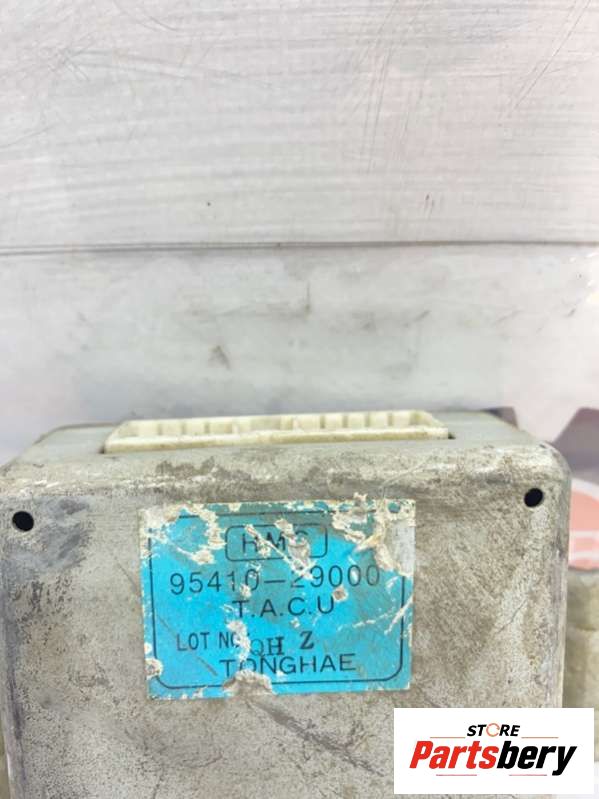 HMC
95410-29000
T.A.C.U
LOT NO. QH Z
TONGHAE
STORE
Partsbery